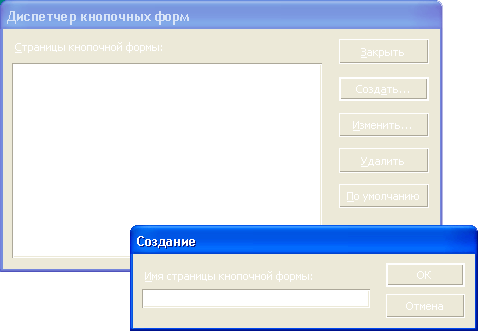 Диспетчер кнопочных форм
Страницы кнопочной формы:
Закрыть
Создать...
Изменить...
Удалить
По умолчанию
Создание
Имя страницы кнопочной формы:
OK
Отмена